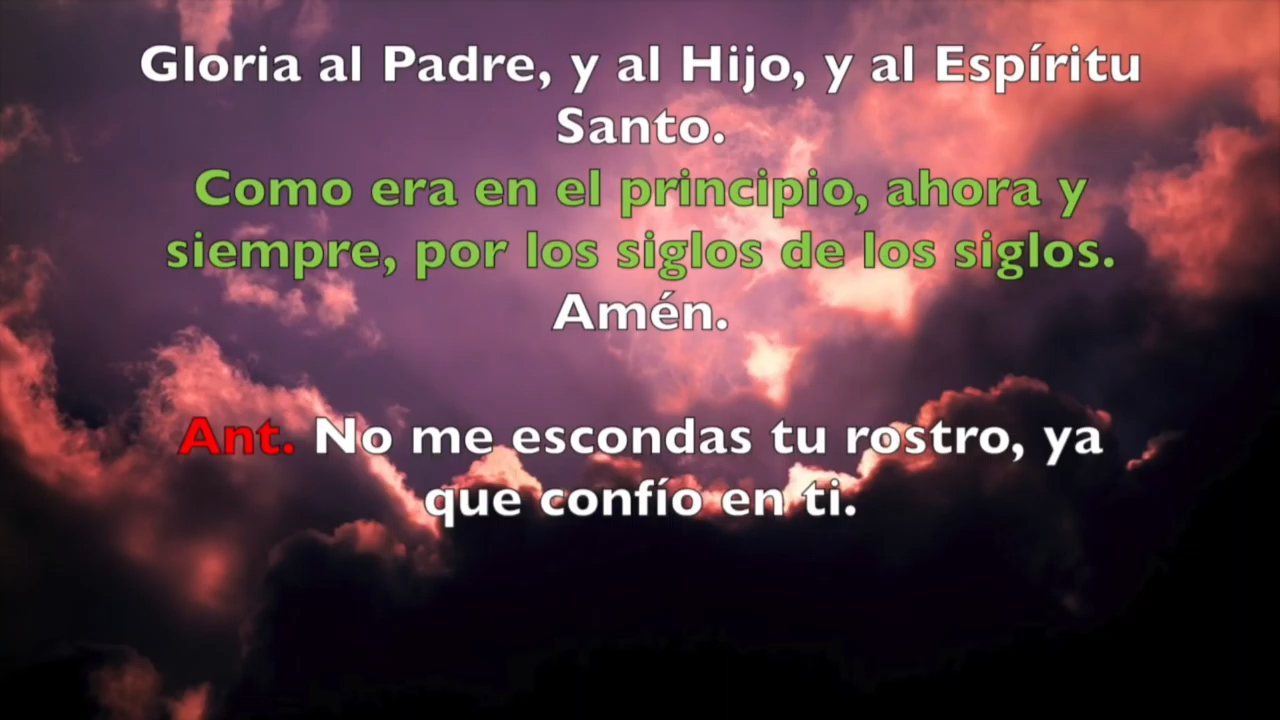 Gloria al Padre, y al Hijo, y al Espíritu
Santo.
Como era en el principio, ahora y
siempre, por los siglos de los siglos.
Amén.
Ant. No me escondas tu rostro, ya
que confío en ti.